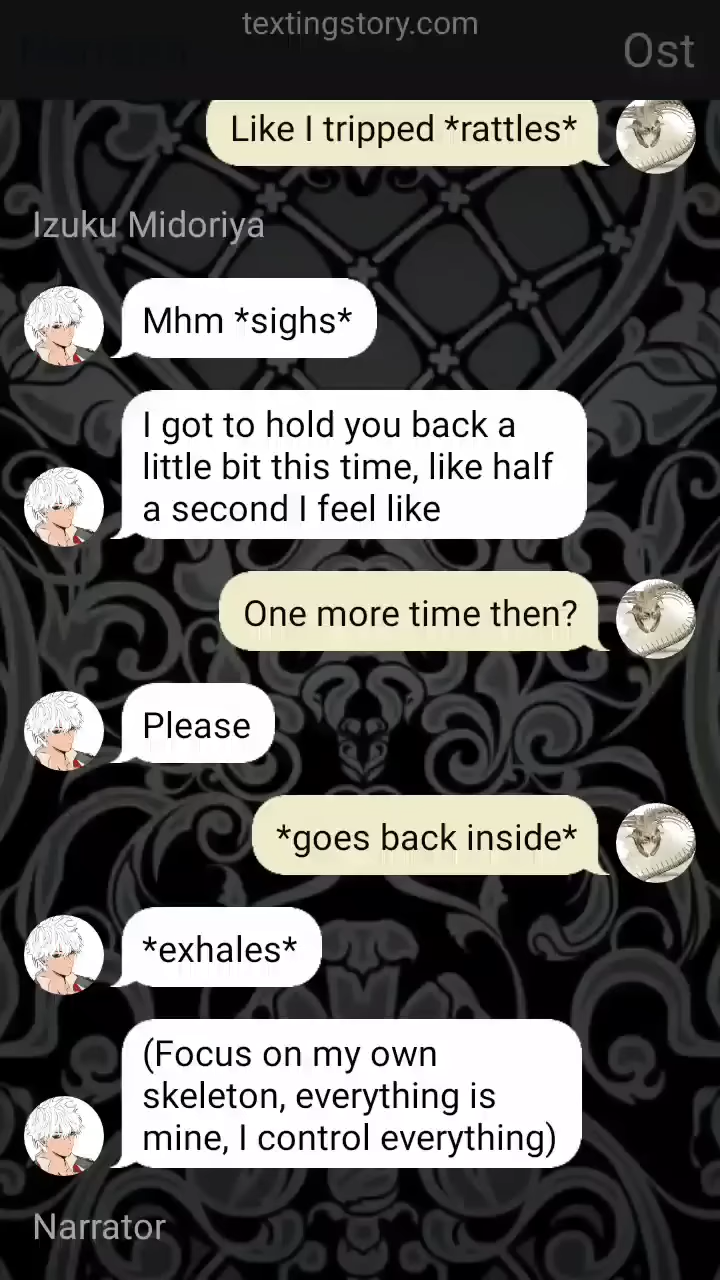 textingstory.com
Ost
Like I tripped *rattles*
Izuku Midoriya
Mhm *sighs*
I got to hold you back a
little bit this time, like half
a second I feel like
One more time then?
Please
*goes back inside*
*exhales*
(Focus on my own
skeleton, everything is
mine, I control everything)
Narrator